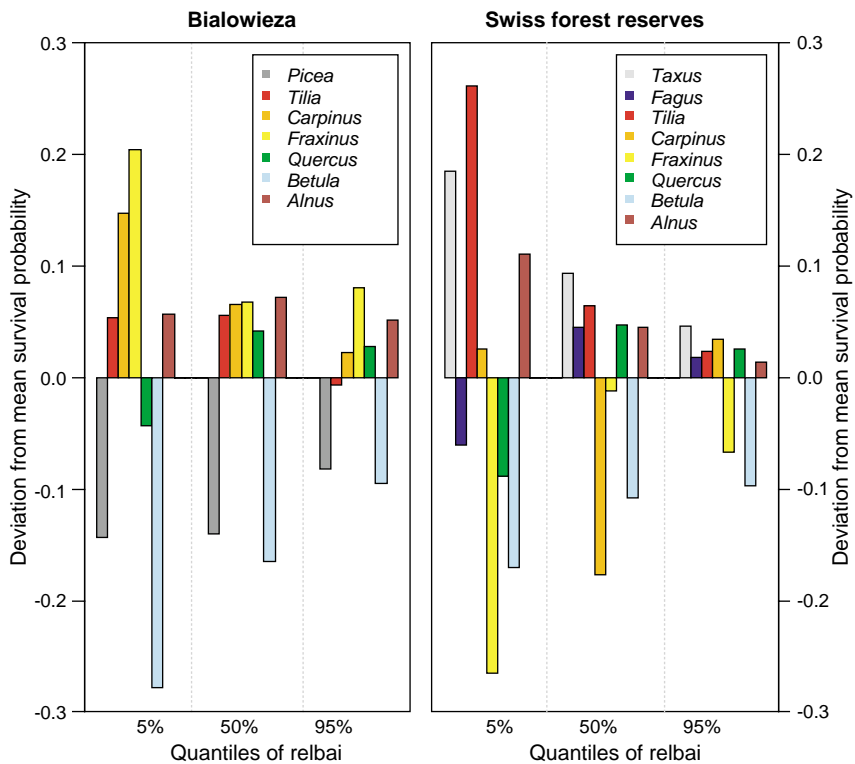 Bialowieza
Swiss forest reserves
Deviation from mean survival probability
0.3
0.2
0.1
0.0
-0.1
-0.2
-0.3
Picea
Tilia
Carpinus
Fraxinus
Quercus
Betula
Alnus
5%
50%
95%
Quantiles of relbai
Taxus
Fagus
Tilia
Carpinus
Fraxinus
Quercus
Betula
Alnus
5%
50%
95%
Quantiles of relbai
0.3
0.2
0.1
0.0
-0.1
-0.2
-0.3
Deviation from mean survival probability